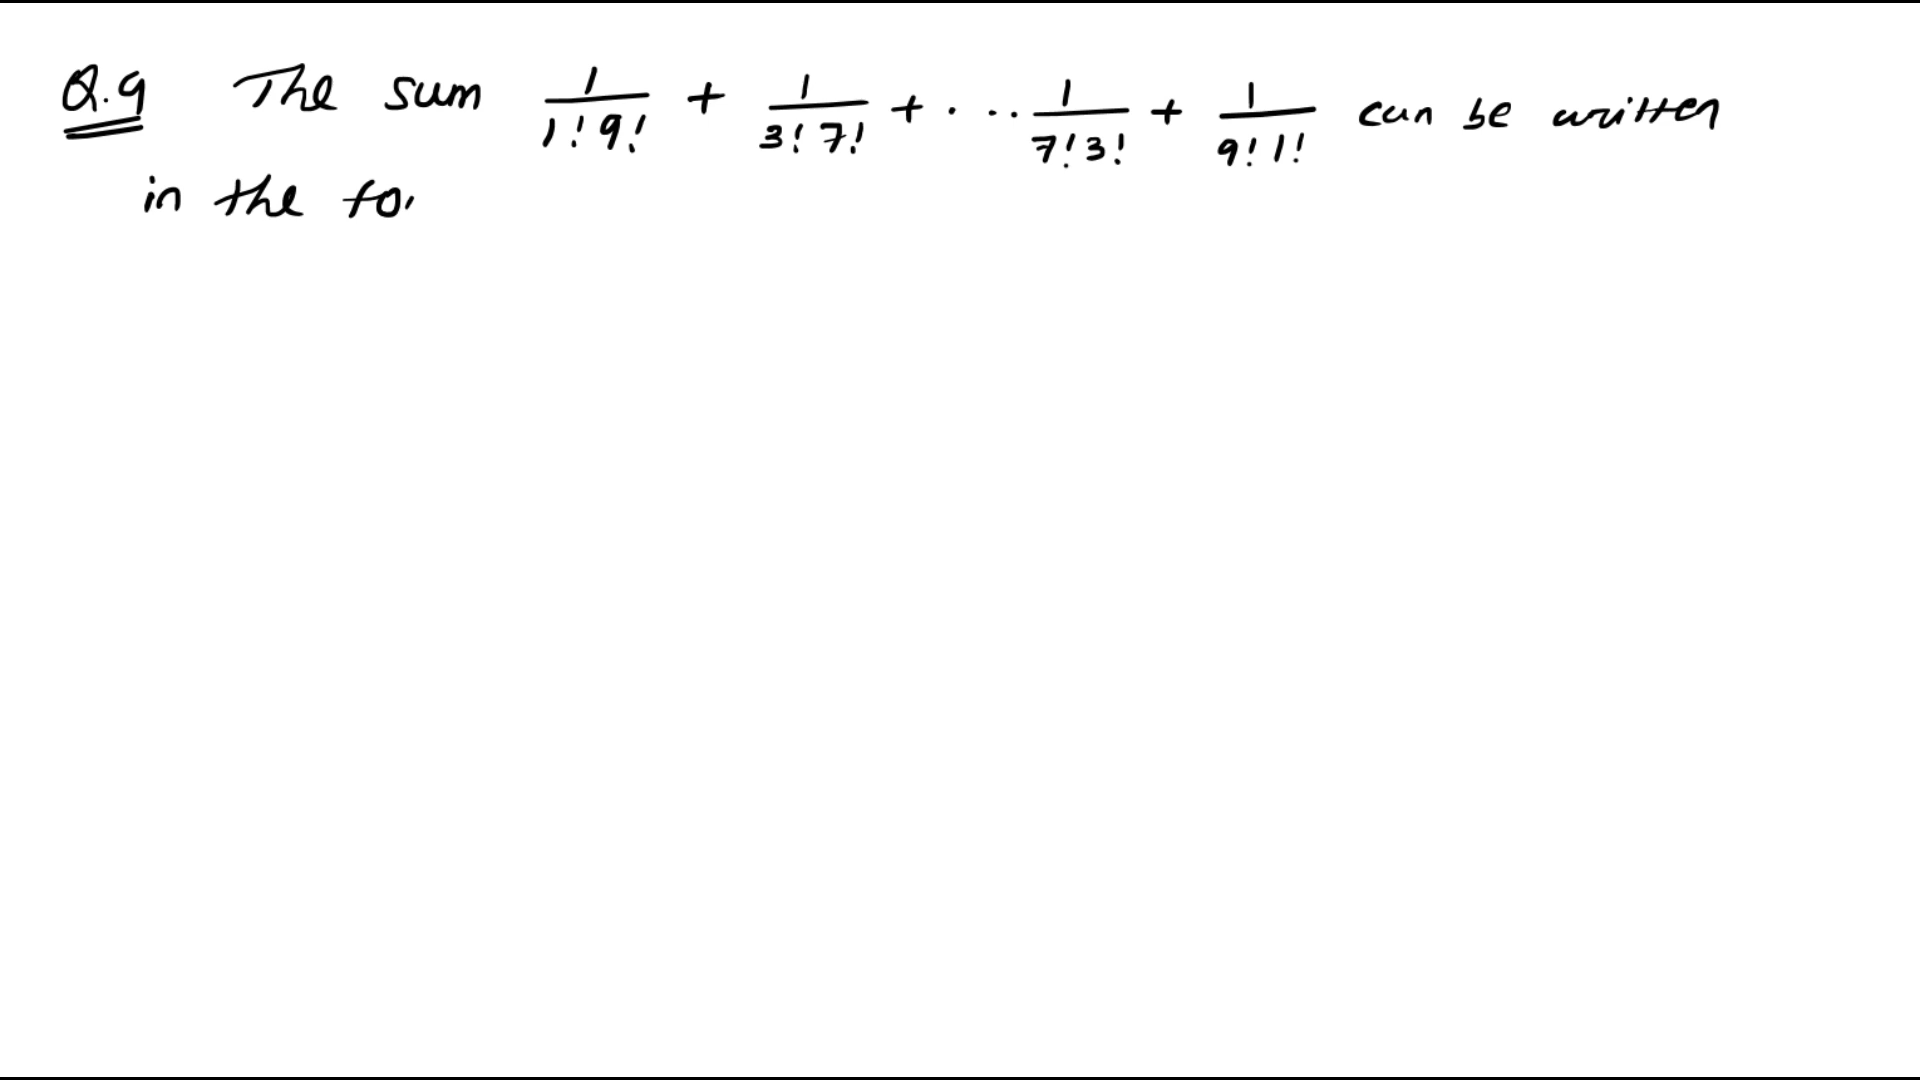 Q.9 The sum 1/(1!9!) + 1/(3!7!) + . . . 1/(7!3!) + 1/(9!1!) can be written
in the fo